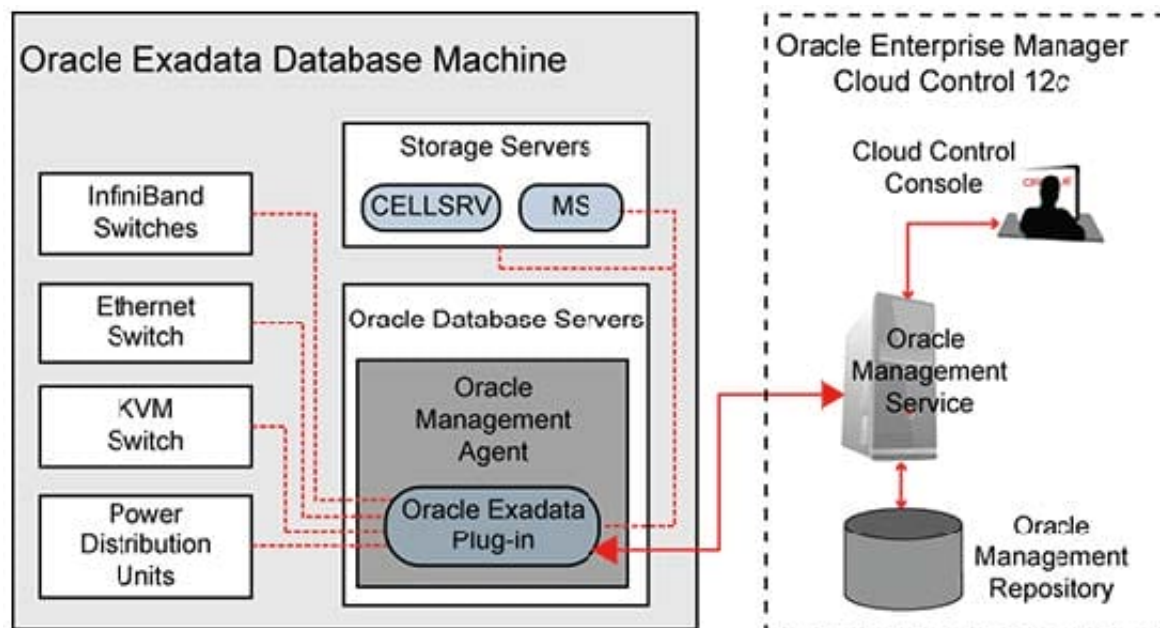 Oracle Exadata Database Machine
InfiniBand
Switches
Ethernet
Switch
KVM
Switch
Power
Distribution
Units
Storage Servers
CELLSRV
MS
Oracle Database Servers
Oracle
Management
Agent
Oracle Exadata
Plug-in
Oracle Enterprise Manager
Cloud Control 12c
Cloud Control
Console
Oracle
Management
Service
Oracle
Management
Repository